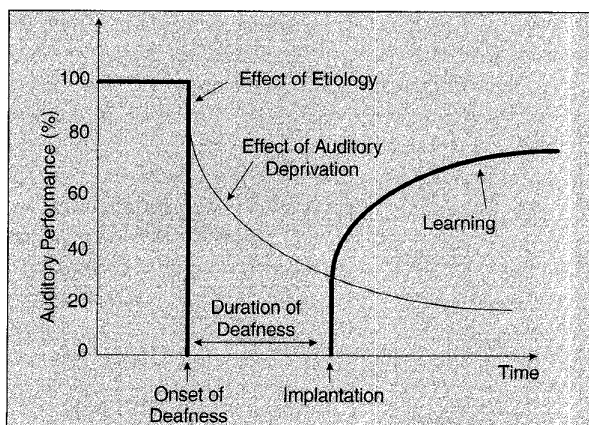 100
Effect of Etiology
80
Effect of Auditory
Deprivation
60
Learning
40
20
Duration of
Deafness
0
Time
Onset of
Deafness
Implantation
Auditory Performance (%)